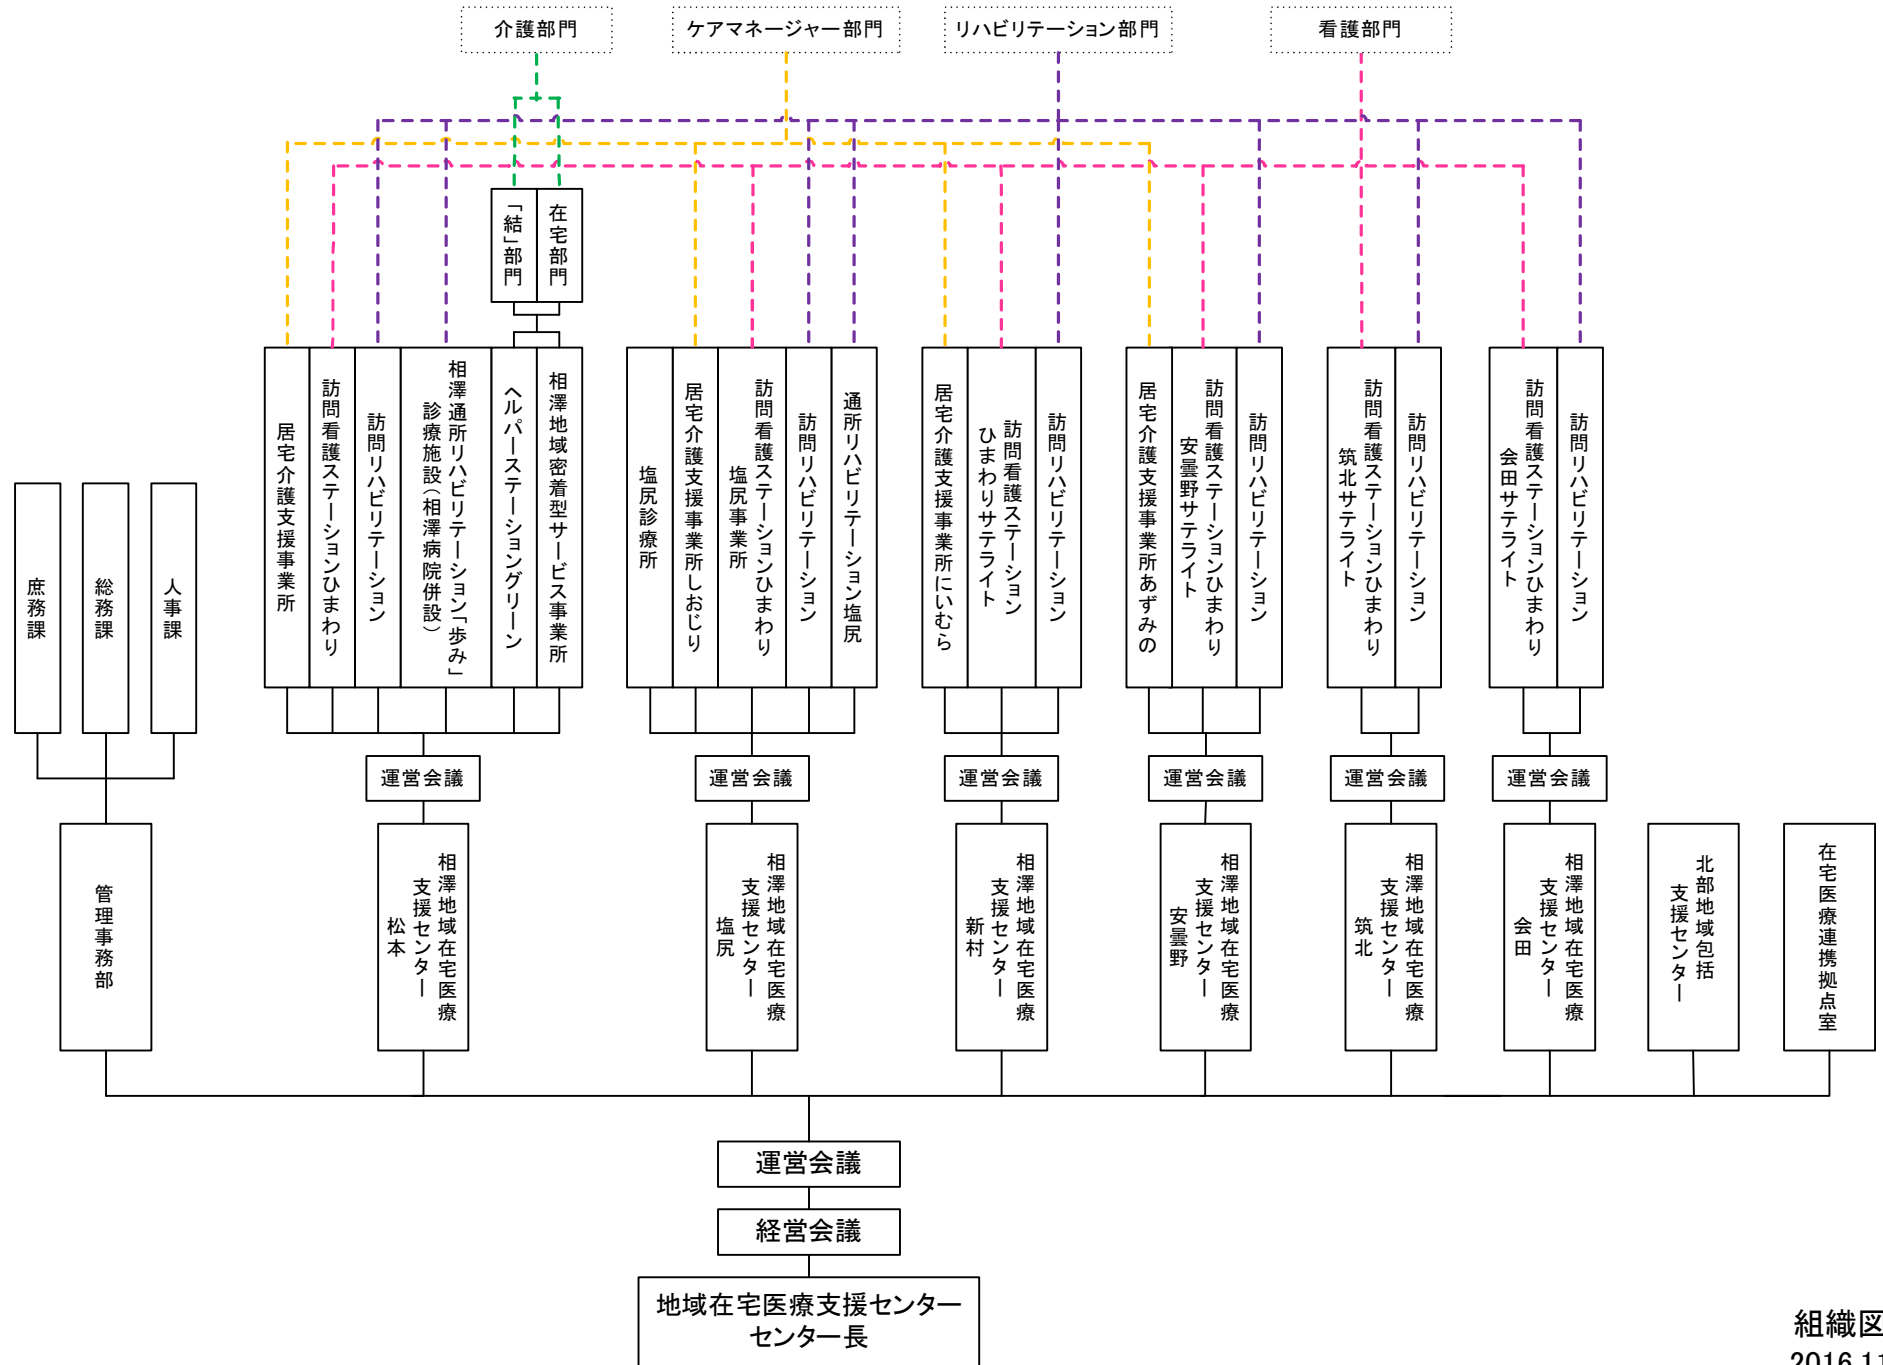 介護部門
ケアマネージャー部門
リハビリテーション部門
看護部門
「結」部門
在宅部門
居宅介護支援事業所
訪問看護ステーションひまわり
訪問リハビリテーション
相澤通所リハビリテーション「歩み」
診療施設(相澤病院併設)
ヘルパーステーショングリーン
相澤地域密着型サービス事業所
塩尻診療所
居宅介護支援事業所しおじり
訪問看護ステーションひまわり
塩尻事業所
訪問リハビリテーション
通所リハビリテーション塩尻
居宅介護支援事業所にいむら
訪問看護ステーション
ひまわりサテライト
訪問リハビリテーション
居宅介護支援事業所あずみの
訪問看護ステーションひまわり
安曇野サテライト
訪問リハビリテーション
訪問看護ステーションひまわり
筑北サテライト
訪問リハビリテーション
訪問看護ステーションひまわり
会田サテライト
訪問リハビリテーション
庶務課
総務課
人事課
運営会議
運営会議
運営会議
運営会議
運営会議
運営会議
管理事務部
相澤地域在宅医療
支援センター
松本
相澤地域在宅医療
支援センター
塩尻
相澤地域在宅医療
支援センター
新村
相澤地域在宅医療
支援センター
安曇野
相澤地域在宅医療
支援センター
筑北
相澤地域在宅医療
支援センター
会田
北部地域包括
支援センター
在宅医療連携拠点室
運営会議
経営会議
地域在宅医療支援センター
センター長
組織図
2016.11